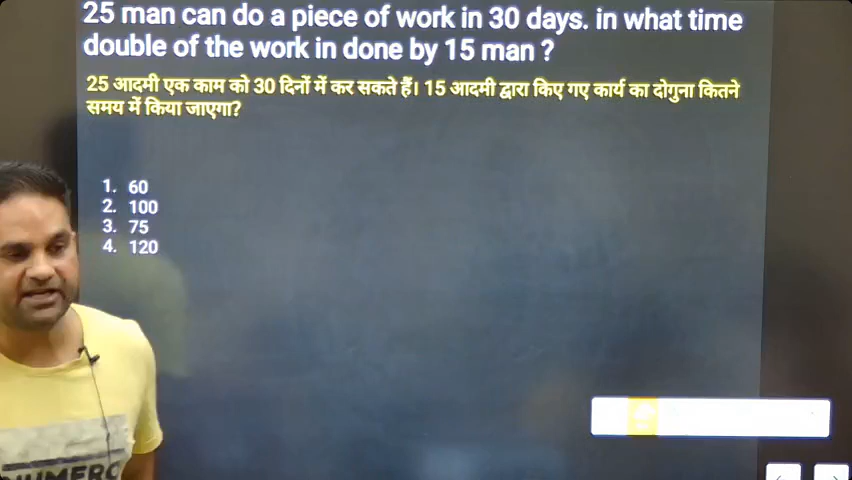 25 man can do a piece of work in 30 days. in what time
double of the work in done by 15 man ?
25 आदमी एक काम को 30 दिनों में कर सकते हैं। 15 आदमी द्वारा किए गए कार्य का दोगुना कितने
समय में किया जाएगा?
1. 60
2. 100
3. 75
4. 120
NUMERO